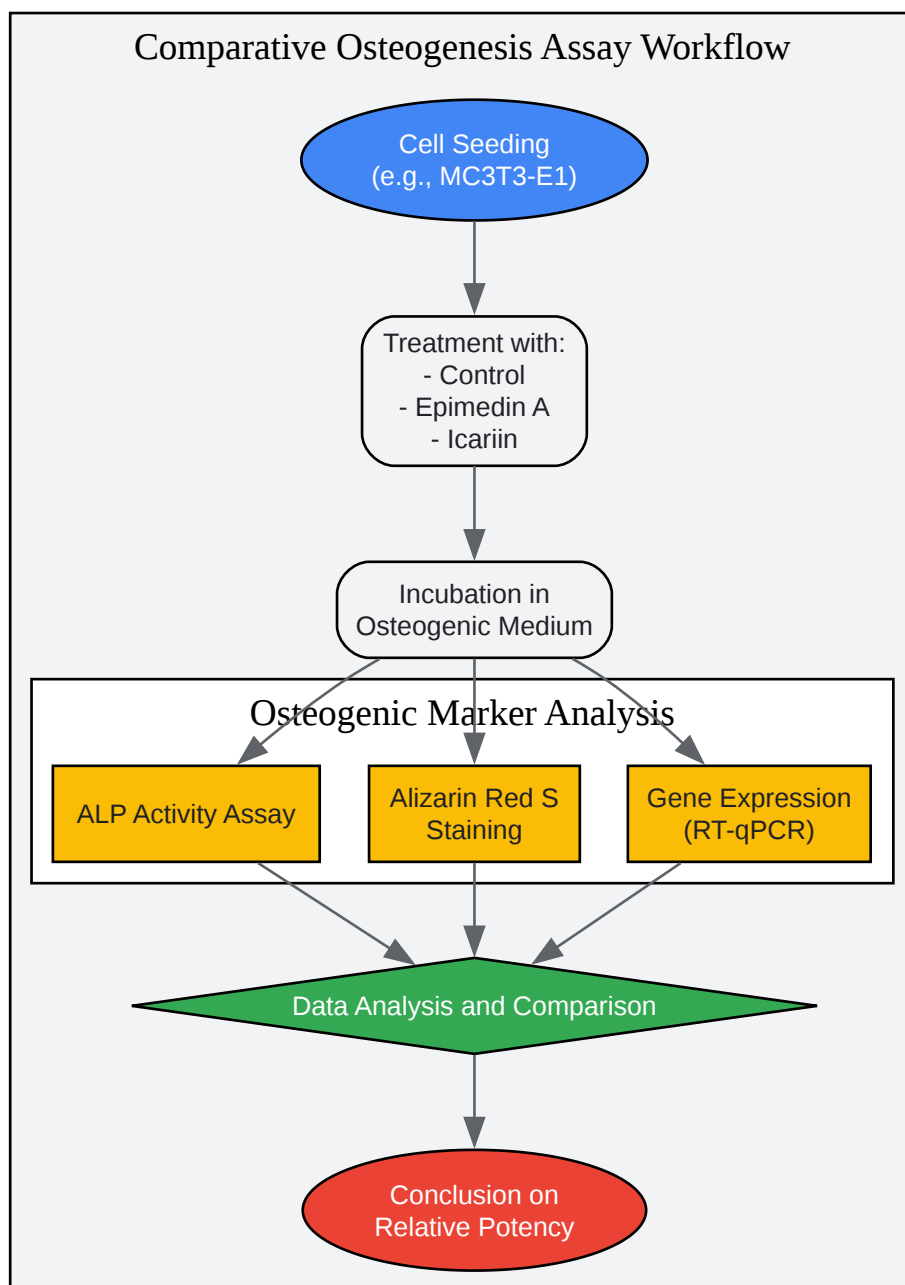 Comparative Osteogenesis Assay Workflow
Cell Seeding
(e.g., MC3T3-E1)
Treatment with:
- Control
- Epimedin A
- Icariin
Incubation in
Osteogenic Medium
Osteogenic Marker Analysis
ALP Activity Assay
Alizarin Red S
Staining
Gene Expression
(RT-qPCR)
Data Analysis and Comparison
Conclusion on
Relative Potency